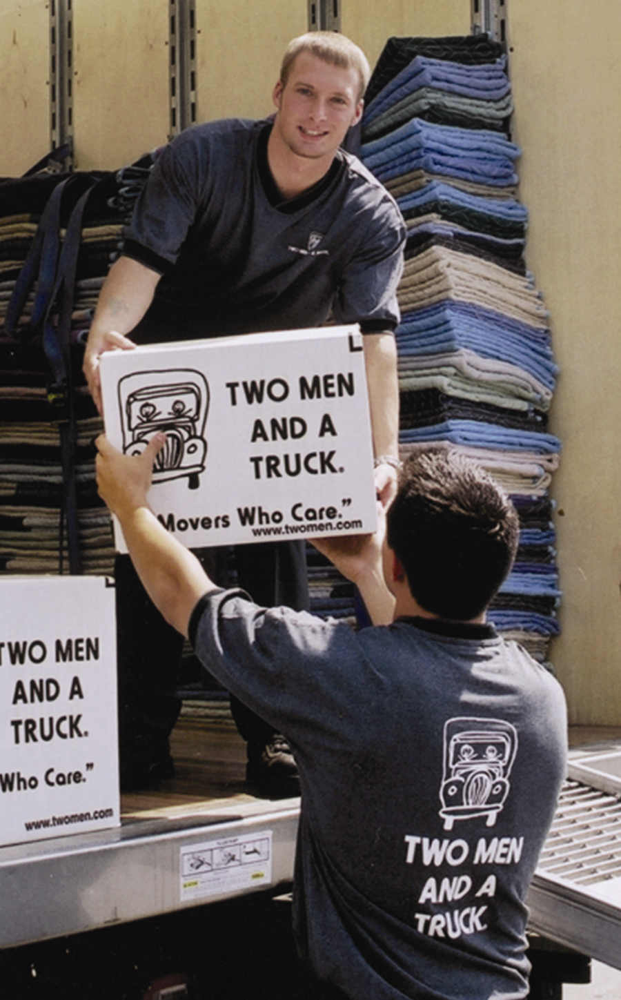 TWO MEN
AND A
TRUCK®
Movers Who Care.”
www.twomen.com
TWO MEN
AND A
TRUCK®
Who Care.”
www.twomen.com
TWO MEN
AND A
TRUCK.